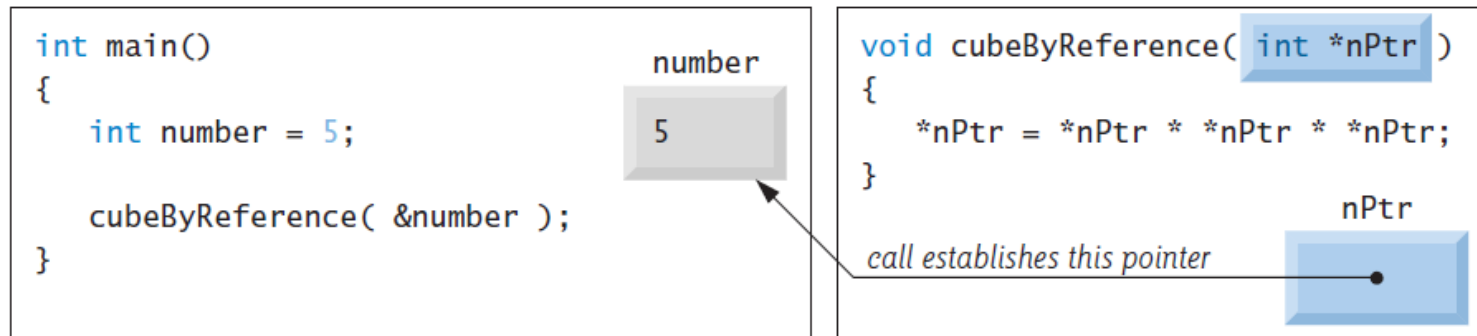 int main()
{
int number = 5;
cubeByReference( &number );
}
number
5
void cubeByReference( int *nPtr )
{
*nPtr = *nPtr * *nPtr * *nPtr;
}
nPtr
call establishes this pointer